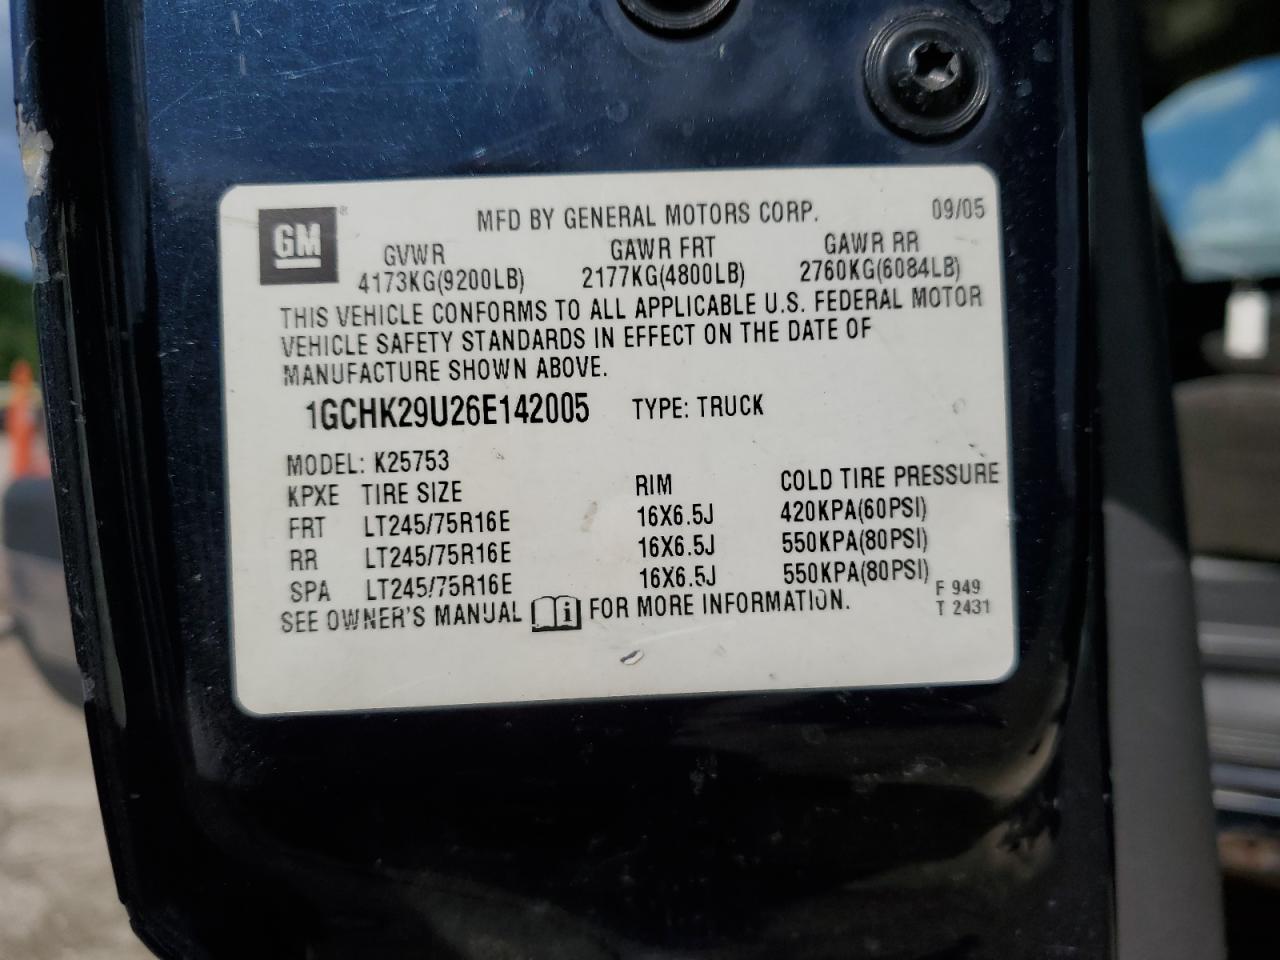 GM ® MFD BY GENERAL MOTORS CORP. 09/05
GVWR GAWR FRT GAWR RR
4173KG(9200LB) 2177KG(4800LB) 2760KG(6084LB)
THIS VEHICLE CONFORMS TO ALL APPLICABLE U.S. FEDERAL MOTOR
VEHICLE SAFETY STANDARDS IN EFFECT ON THE DATE OF
MANUFACTURE SHOWN ABOVE.
1GCHK29U26E142005 TYPE: TRUCK
MODEL: K25753
KPXE TIRE SIZE RIM COLD TIRE PRESSURE
FRT LT245/75R16E 16X6.5J 420KPA(60PSI)
RR LT245/75R16E 16X6.5J 550KPA(80PSI)
SPA LT245/75R16E 16X6.5J 550KPA(80PSI)
SEE OWNER'S MANUAL i FOR MORE INFORMATION.
F 949
T 2431